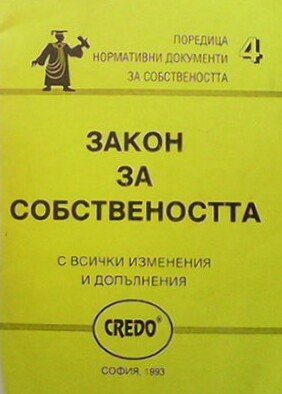 ПОРЕДИЦА
НОРМАТИВНИ ДОКУМЕНТИ 4
ЗА СОБСТВЕНОСТТА
ЗАКОН
ЗА
СОБСТВЕНОСТТА
С ВСИЧКИ ИЗМЕНЕНИЯ
И ДОПЪЛНЕНИЯ
CREDO®
СОФИЯ, 1993